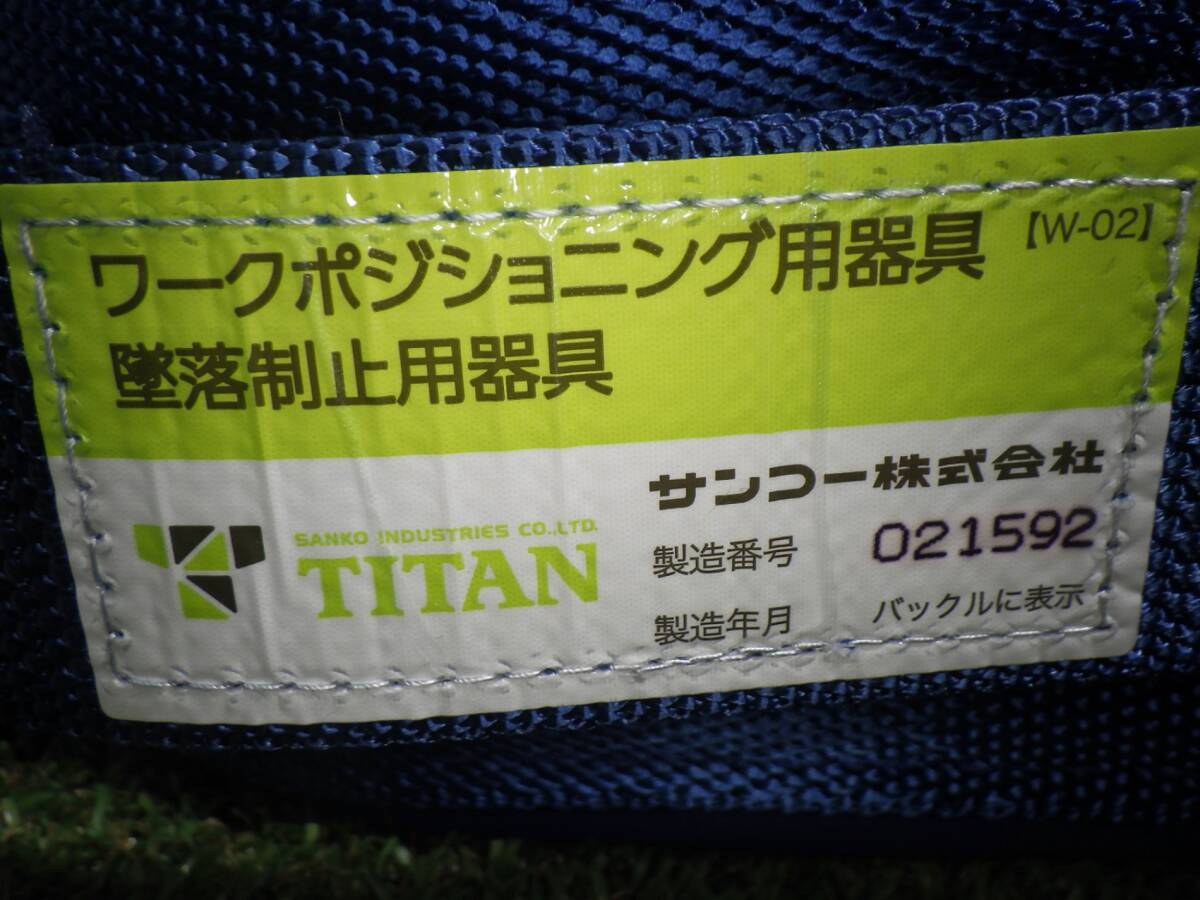 ワークポジショニング用器具 【W-02】
墜落制止用器具
サンコー株式会社
SANKO INDUSTRIES CO.,LTD.
TITAN
製造番号 021592
製造年月 バックルに表示